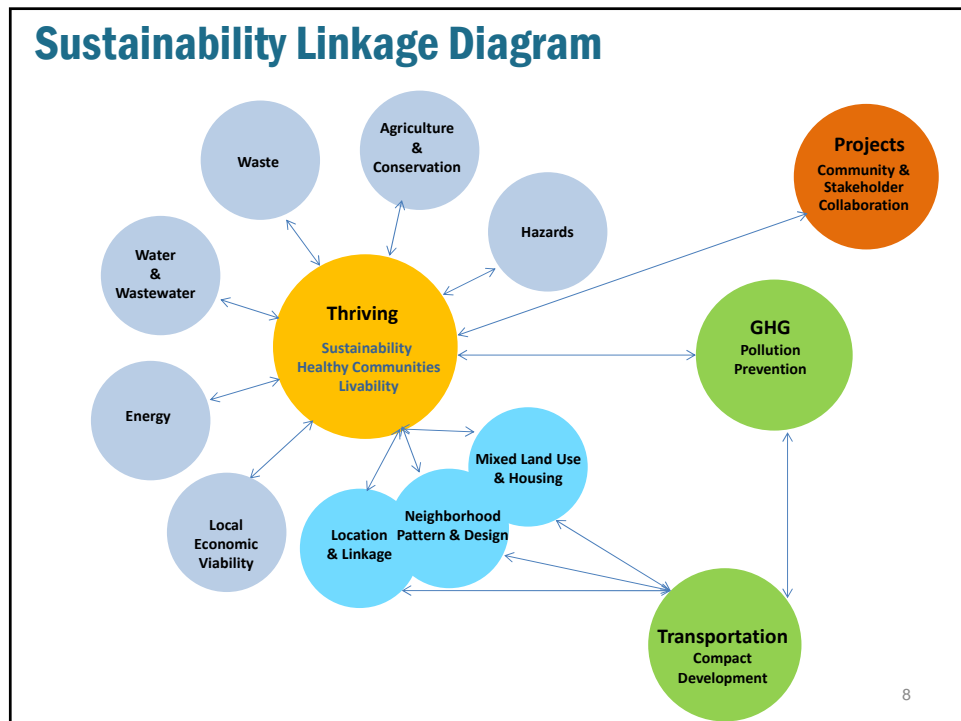 Sustainability Linkage Diagram
Waste
Agriculture
&
Conservation
Projects
Community &
Stakeholder
Collaboration
Hazards
Water
&
Wastewater
Thriving
Sustainability
Healthy Communities
Livability
GHG
Pollution
Prevention
Energy
Mixed Land Use
& Housing
Neighborhood
Pattern & Design
Location
& Linkage
Local
Economic
Viability
Transportation
Compact
Development
8